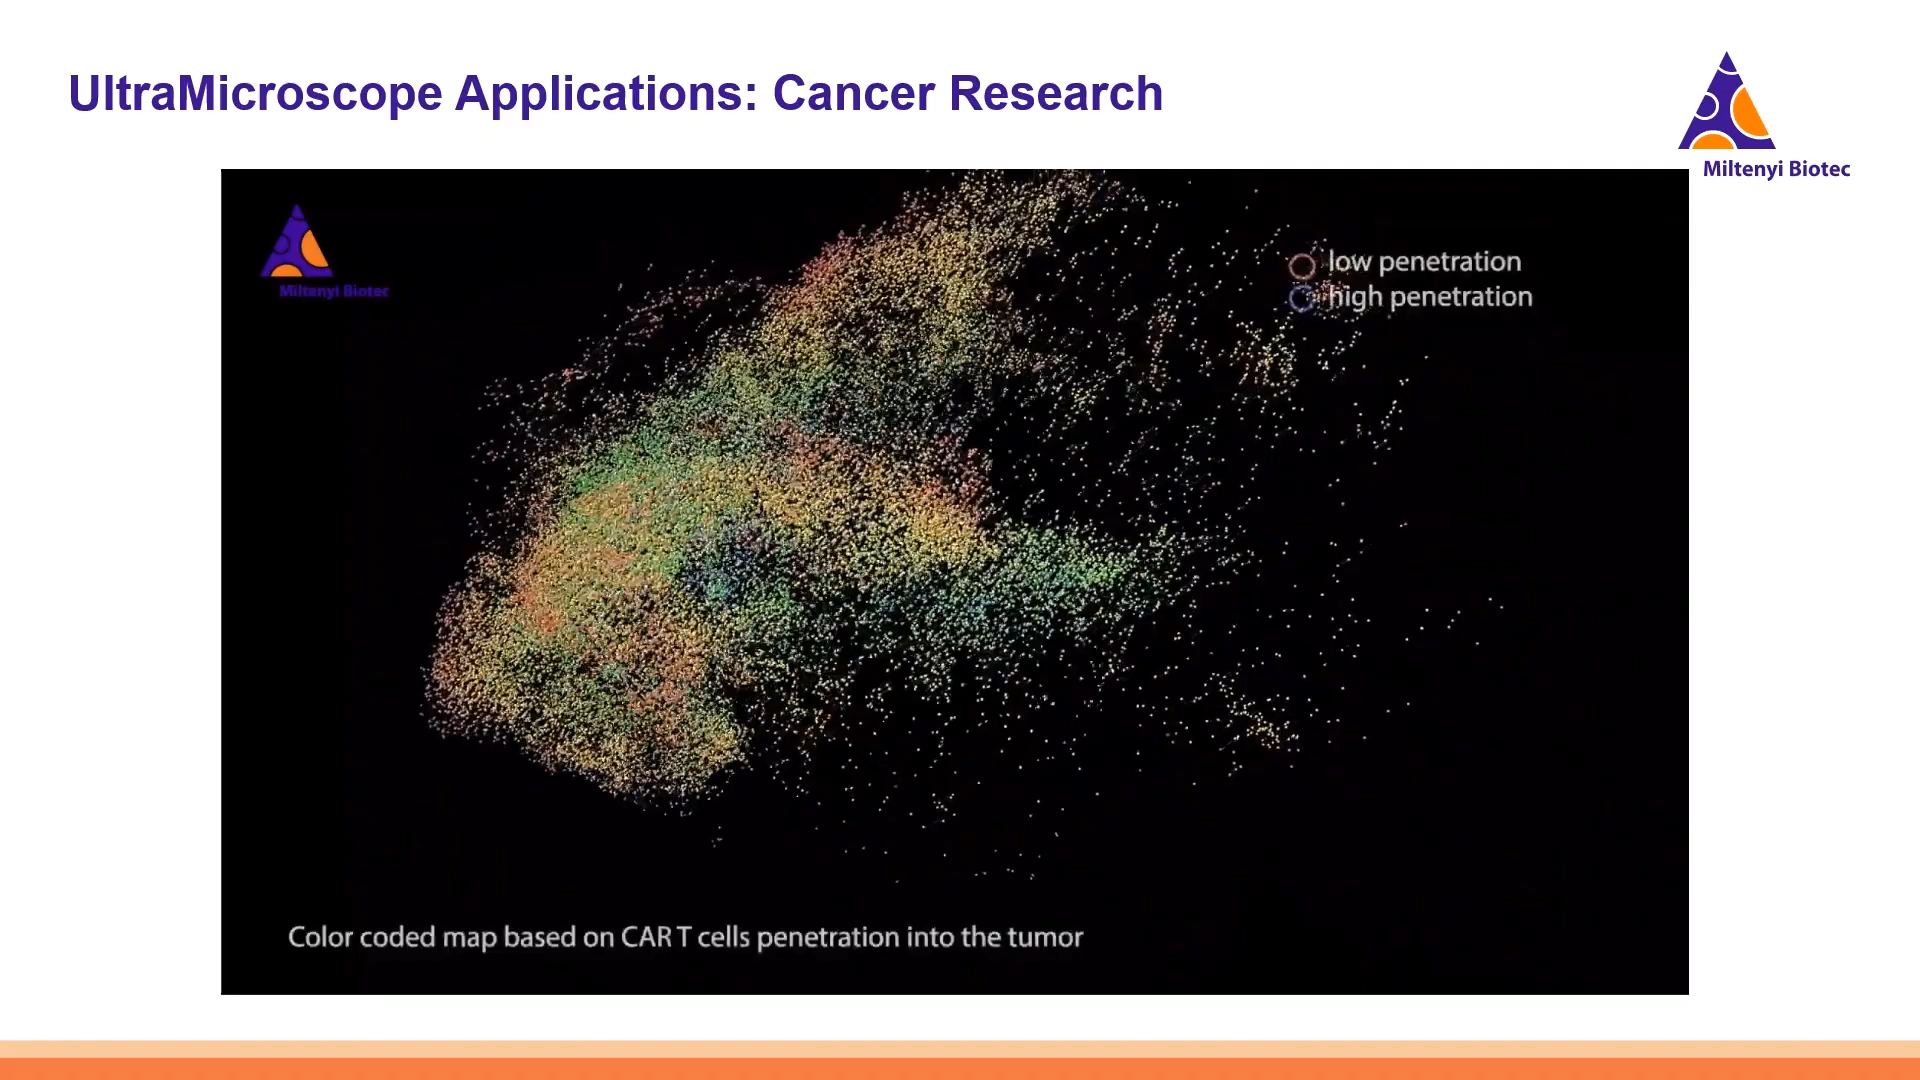 UltraMicroscope Applications: Cancer Research
Miltenyi Biotec
Miltenyi Biotec
low penetration
high penetration
Color coded map based on CAR T cells penetration into the tumor